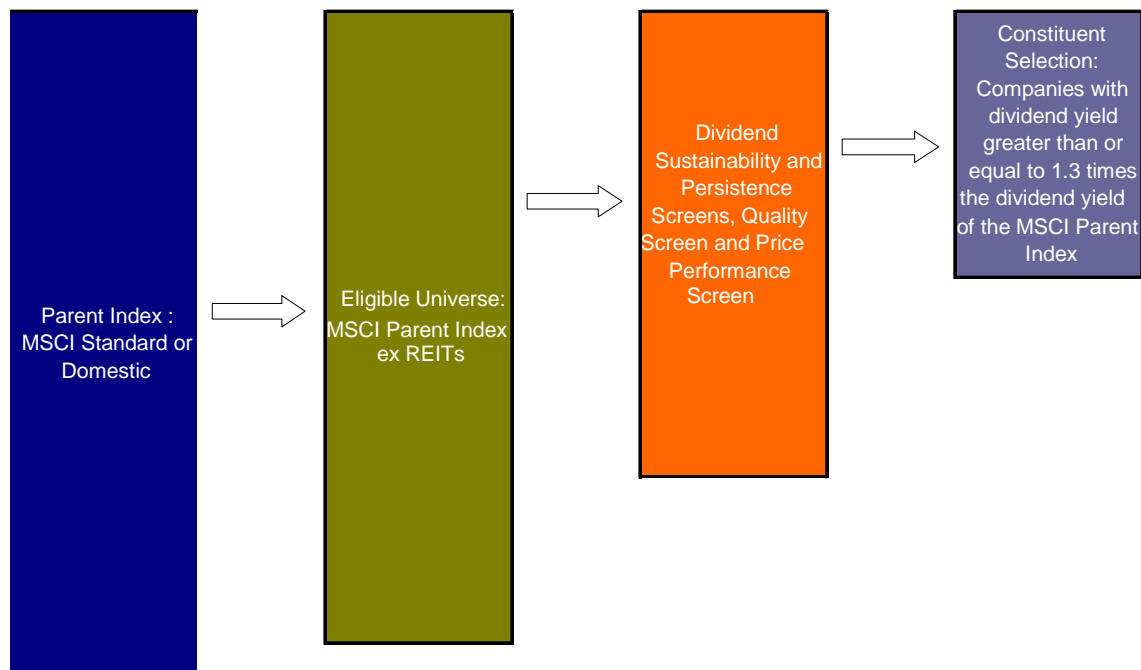 Parent Index :
MSCI Standard or
Domestic
Eligible Universe:
MSCI Parent Index
ex REITs
Dividend
Sustainability and
Persistence
Screens, Quality
Screen and Price
Performance
Screen
Constituent
Selection:
Companies with
dividend yield
greater than or
equal to 1.3 times
the dividend yield
of the MSCI Parent
Index